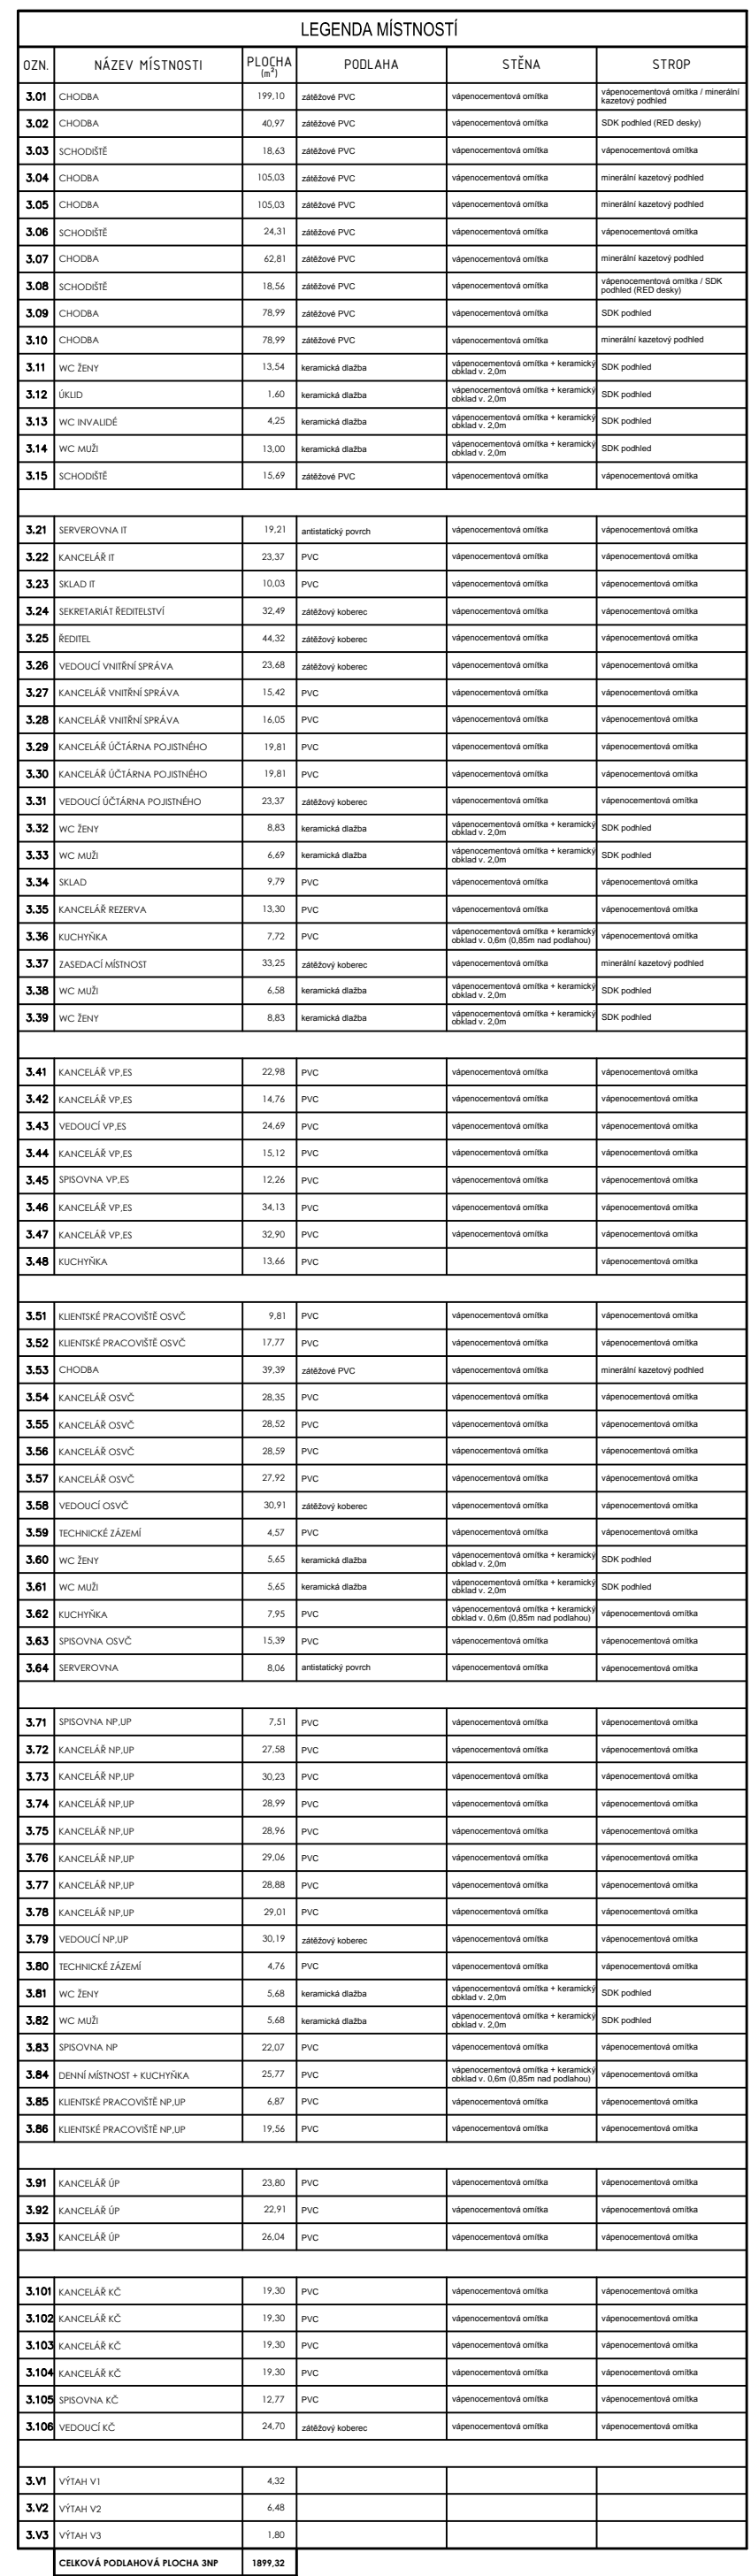 LEGENDA MÍSTNOSTÍ
OZN. NÁZEV MÍSTNOSTI PLOCHA (m²) PODLAHA STĚNA STROP
3.01 CHODBA 199,10 zátěžové PVC vápenocementová omítka vápenocementová omítka / minerální kazetový podhled
3.02 CHODBA 40,97 zátěžové PVC vápenocementová omítka SDK podhled (RED desky)
3.03 SCHODIŠTĚ 18,63 zátěžové PVC vápenocementová omítka vápenocementová omítka
3.04 CHODBA 105,03 zátěžové PVC vápenocementová omítka minerální kazetový podhled
3.05 CHODBA 105,03 zátěžové PVC vápenocementová omítka minerální kazetový podhled
3.06 SCHODIŠTĚ 24,31 zátěžové PVC vápenocementová omítka vápenocementová omítka
3.07 CHODBA 62,81 zátěžové PVC vápenocementová omítka minerální kazetový podhled
3.08 SCHODIŠTĚ 18,56 zátěžové PVC vápenocementová omítka vápenocementová omítka / SDK podhled (RED desky)
3.09 CHODBA 78,99 zátěžové PVC vápenocementová omítka SDK podhled
3.10 CHODBA 78,99 zátěžové PVC vápenocementová omítka minerální kazetový podhled
3.11 WC ŽENY 13,54 keramická dlažba vápenocementová omítka + keramický obklad v. 2,0m SDK podhled
3.12 ÚKLID 1,60 keramická dlažba vápenocementová omítka + keramický obklad v. 2,0m SDK podhled
3.13 WC INVALIDÉ 4,25 keramická dlažba vápenocementová omítka + keramický obklad v. 2,0m SDK podhled
3.14 WC MUŽI 13,00 keramická dlažba vápenocementová omítka + keramický obklad v. 2,0m SDK podhled
3.15 SCHODIŠTĚ 15,69 zátěžové PVC vápenocementová omítka vápenocementová omítka
3.21 SERVEROVNA IT 19,21 antistatický povrch vápenocementová omítka vápenocementová omítka
3.22 KANCELÁŘ IT 23,37 PVC vápenocementová omítka vápenocementová omítka
3.23 SKLAD IT 10,03 PVC vápenocementová omítka vápenocementová omítka
3.24 SEKRETARIÁT ŘEDITELSTVÍ 32,49 zátěžový koberec vápenocementová omítka vápenocementová omítka
3.25 ŘEDITEL 44,32 zátěžový koberec vápenocementová omítka vápenocementová omítka
3.26 VEDOUCÍ VNITŘNÍ SPRÁVA 23,68 zátěžový koberec vápenocementová omítka vápenocementová omítka
3.27 KANCELÁŘ VNITŘNÍ SPRÁVA 15,42 PVC vápenocementová omítka vápenocementová omítka
3.28 KANCELÁŘ VNITŘNÍ SPRÁVA 16,05 PVC vápenocementová omítka vápenocementová omítka
3.29 KANCELÁŘ ÚČTÁRNA POJISTNÉHO 19,81 PVC vápenocementová omítka vápenocementová omítka
3.30 KANCELÁŘ ÚČTÁRNA POJISTNÉHO 19,81 PVC vápenocementová omítka vápenocementová omítka
3.31 VEDOUCÍ ÚČTÁRNA POJISTNÉHO 23,37 zátěžový koberec vápenocementová omítka vápenocementová omítka
3.32 WC ŽENY 8,83 keramická dlažba vápenocementová omítka + keramický obklad v. 2,0m SDK podhled
3.33 WC MUŽI 6,69 keramická dlažba vápenocementová omítka + keramický obklad v. 2,0m SDK podhled
3.34 SKLAD 9,79 PVC vápenocementová omítka vápenocementová omítka
3.35 KANCELÁŘ REZERVA 13,30 PVC vápenocementová omítka vápenocementová omítka
3.36 KUCHYŇKA 7,72 PVC vápenocementová omítka + keramický obklad v. 0,6m (0,85m nad podlahou) vápenocementová omítka
3.37 ZASEDACÍ MÍSTNOST 33,25 zátěžový koberec vápenocementová omítka minerální kazetový podhled
3.38 WC MUŽI 6,58 keramická dlažba vápenocementová omítka + keramický obklad v. 2,0m SDK podhled
3.39 WC ŽENY 8,83 keramická dlažba vápenocementová omítka + keramický obklad v. 2,0m SDK podhled
3.41 KANCELÁŘ VP,ES 22,98 PVC vápenocementová omítka vápenocementová omítka
3.42 KANCELÁŘ VP,ES 14,76 PVC vápenocementová omítka vápenocementová omítka
3.43 VEDOUCÍ VP,ES 24,69 PVC vápenocementová omítka vápenocementová omítka
3.44 KANCELÁŘ VP,ES 15,12 PVC vápenocementová omítka vápenocementová omítka
3.45 SPISOVNA VP,ES 12,26 PVC vápenocementová omítka vápenocementová omítka
3.46 KANCELÁŘ VP,ES 34,13 PVC vápenocementová omítka vápenocementová omítka
3.47 KANCELÁŘ VP,ES 32,90 PVC vápenocementová omítka vápenocementová omítka
3.48 KUCHYŇKA 13,66 PVC vápenocementová omítka
3.51 KLIENTSKÉ PRACOVIŠTĚ OSVČ 9,81 PVC vápenocementová omítka vápenocementová omítka
3.52 KLIENTSKÉ PRACOVIŠTĚ OSVČ 17,77 PVC vápenocementová omítka vápenocementová omítka
3.53 CHODBA 39,39 zátěžové PVC vápenocementová omítka minerální kazetový podhled
3.54 KANCELÁŘ OSVČ 28,35 PVC vápenocementová omítka vápenocementová omítka
3.55 KANCELÁŘ OSVČ 28,52 PVC vápenocementová omítka vápenocementová omítka
3.56 KANCELÁŘ OSVČ 28,59 PVC vápenocementová omítka vápenocementová omítka
3.57 KANCELÁŘ OSVČ 27,92 PVC vápenocementová omítka vápenocementová omítka
3.58 VEDOUCÍ OSVČ 30,91 zátěžový koberec vápenocementová omítka vápenocementová omítka
3.59 TECHNICKÉ ZÁZEMÍ 4,57 PVC vápenocementová omítka vápenocementová omítka
3.60 WC ŽENY 5,65 keramická dlažba vápenocementová omítka + keramický obklad v. 2,0m SDK podhled
3.61 WC MUŽI 5,65 keramická dlažba vápenocementová omítka + keramický obklad v. 2,0m SDK podhled
3.62 KUCHYŇKA 7,95 PVC vápenocementová omítka + keramický obklad v. 0,6m (0,85m nad podlahou) vápenocementová omítka
3.63 SPISOVNA OSVČ 15,39 PVC vápenocementová omítka vápenocementová omítka
3.64 SERVEROVNA 8,06 antistatický povrch vápenocementová omítka vápenocementová omítka
3.71 SPISOVNA NP,UP 7,51 PVC vápenocementová omítka vápenocementová omítka
3.72 KANCELÁŘ NP,UP 27,58 PVC vápenocementová omítka vápenocementová omítka
3.73 KANCELÁŘ NP,UP 30,23 PVC vápenocementová omítka vápenocementová omítka
3.74 KANCELÁŘ NP,UP 28,99 PVC vápenocementová omítka vápenocementová omítka
3.75 KANCELÁŘ NP,UP 28,96 PVC vápenocementová omítka vápenocementová omítka
3.76 KANCELÁŘ NP,UP 29,06 PVC vápenocementová omítka vápenocementová omítka
3.77 KANCELÁŘ NP,UP 28,88 PVC vápenocementová omítka vápenocementová omítka
3.78 KANCELÁŘ NP,UP 29,01 PVC vápenocementová omítka vápenocementová omítka
3.79 VEDOUCÍ NP,UP 30,19 zátěžový koberec vápenocementová omítka vápenocementová omítka
3.80 TECHNICKÉ ZÁZEMÍ 4,76 PVC vápenocementová omítka vápenocementová omítka
3.81 WC ŽENY 5,68 keramická dlažba vápenocementová omítka + keramický obklad v. 2,0m SDK podhled
3.82 WC MUŽI 5,68 keramická dlažba vápenocementová omítka + keramický obklad v. 2,0m SDK podhled
3.83 SPISOVNA NP 22,07 PVC vápenocementová omítka vápenocementová omítka
3.84 DENNÍ MÍSTNOST + KUCHYŇKA 25,77 PVC vápenocementová omítka + keramický obklad v. 0,6m (0,85m nad podlahou) vápenocementová omítka
3.85 KLIENTSKÉ PRACOVIŠTĚ NP,UP 6,87 PVC vápenocementová omítka vápenocementová omítka
3.86 KLIENTSKÉ PRACOVIŠTĚ NP,UP 19,56 PVC vápenocementová omítka vápenocementová omítka
3.91 KANCELÁŘ ÚP 23,80 PVC vápenocementová omítka vápenocementová omítka
3.92 KANCELÁŘ ÚP 22,91 PVC vápenocementová omítka vápenocementová omítka
3.93 KANCELÁŘ ÚP 26,04 PVC vápenocementová omítka vápenocementová omítka
3.101 KANCELÁŘ KČ 19,30 PVC vápenocementová omítka vápenocementová omítka
3.102 KANCELÁŘ KČ 19,30 PVC vápenocementová omítka vápenocementová omítka
3.103 KANCELÁŘ KČ 19,30 PVC vápenocementová omítka vápenocementová omítka
3.104 KANCELÁŘ KČ 19,30 PVC vápenocementová omítka vápenocementová omítka
3.105 SPISOVNA KČ 12,77 PVC vápenocementová omítka vápenocementová omítka
3.106 VEDOUCÍ KČ 24,70 zátěžový koberec vápenocementová omítka vápenocementová omítka
3.V1 VÝTAH V1 4,32
3.V2 VÝTAH V2 6,48
3.V3 VÝTAH V3 1,80
CELKOVÁ PODLAHOVÁ PLOCHA 3NP 1899,32